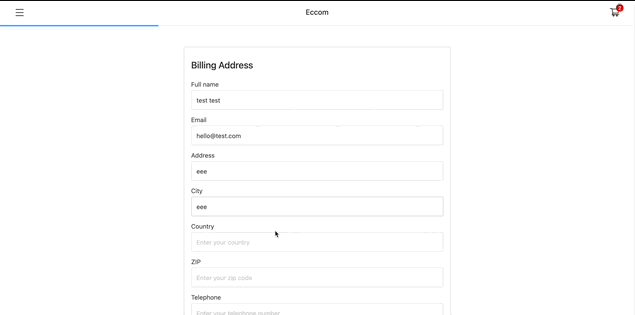 Eccom
2
Billing Address
Full name
test test
Email
hello@test.com
Address
eee
City
eee
Country
Enter your country
ZIP
Enter your zip code
Telephone
Enter your telephone number